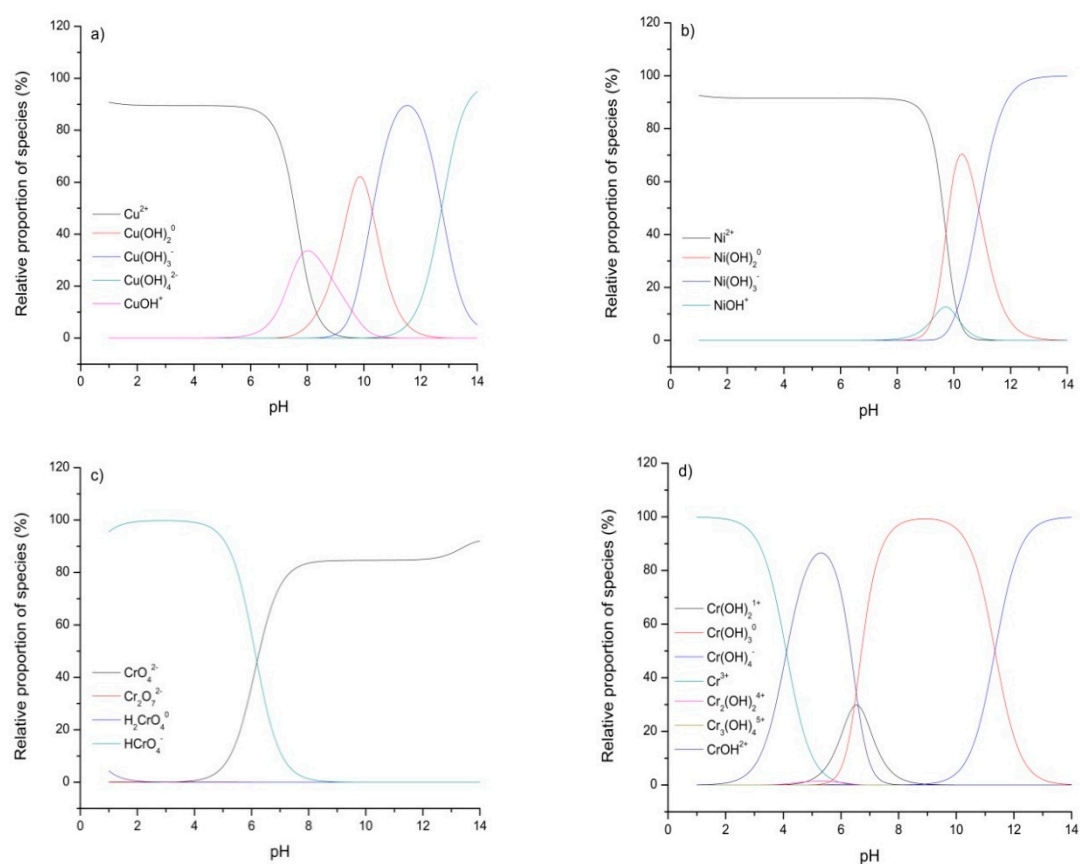 a)
Relative proportion of species (%)
120
100
80
60
40
20
0
Cu²⁺
Cu(OH)₂⁰
Cu(OH)₃⁻
Cu(OH)₄²⁻
CuOH⁺
0 2 4 6 8 10 12 14
pH
b)
Relative proportion of species (%)
120
100
80
60
40
20
0
Ni²⁺
Ni(OH)₂⁰
Ni(OH)₃⁻
NiOH⁺
0 2 4 6 8 10 12 14
pH
c)
Relative proportion of species (%)
120
100
80
60
40
20
0
CrO₄²⁻
Cr₂O₇²⁻
H₂CrO₄⁰
HCrO₄⁻
0 2 4 6 8 10 12 14
pH
d)
Relative proportion of species (%)
120
100
80
60
40
20
0
Cr(OH)₂¹⁺
Cr(OH)₃⁰
Cr(OH)₄⁻
Cr³⁺
Cr₂(OH)₂⁴⁺
Cr₃(OH)₄⁵⁺
CrOH²⁺
0 2 4 6 8 10 12 14
pH